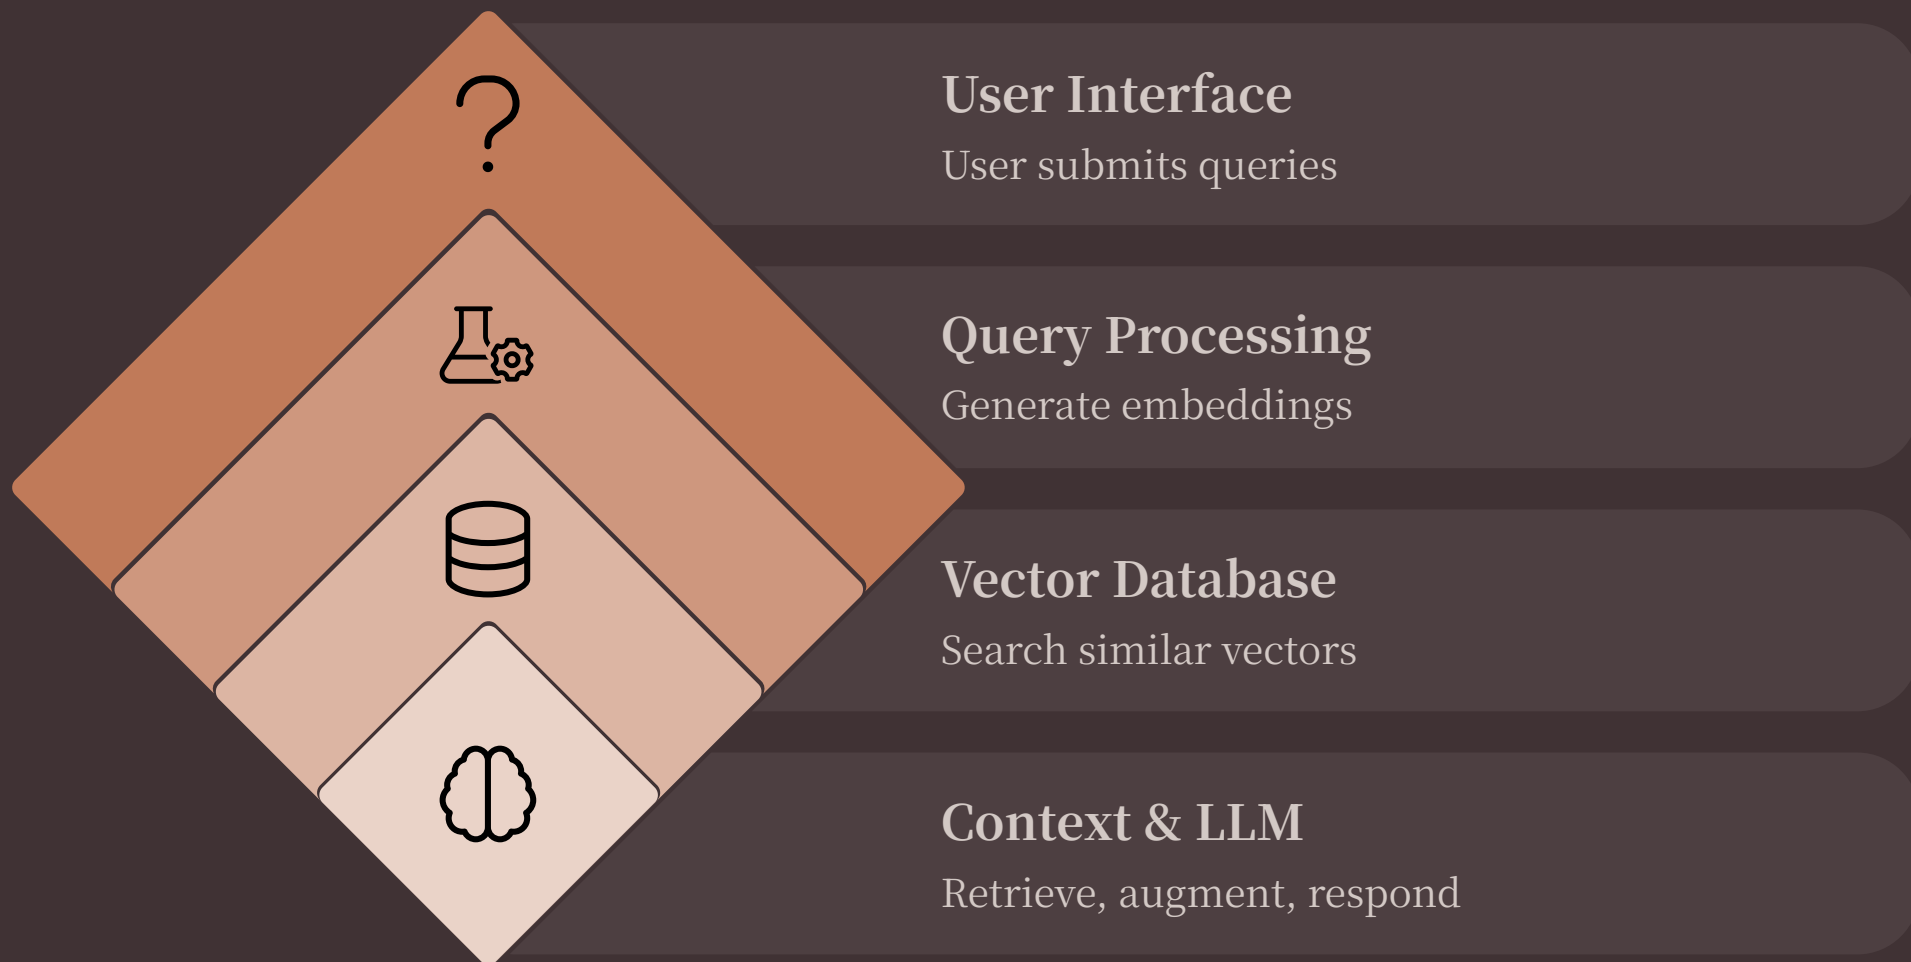 User Interface
User submits queries
Query Processing
Generate embeddings
Vector Database
Search similar vectors
Context & LLM
Retrieve, augment, respond